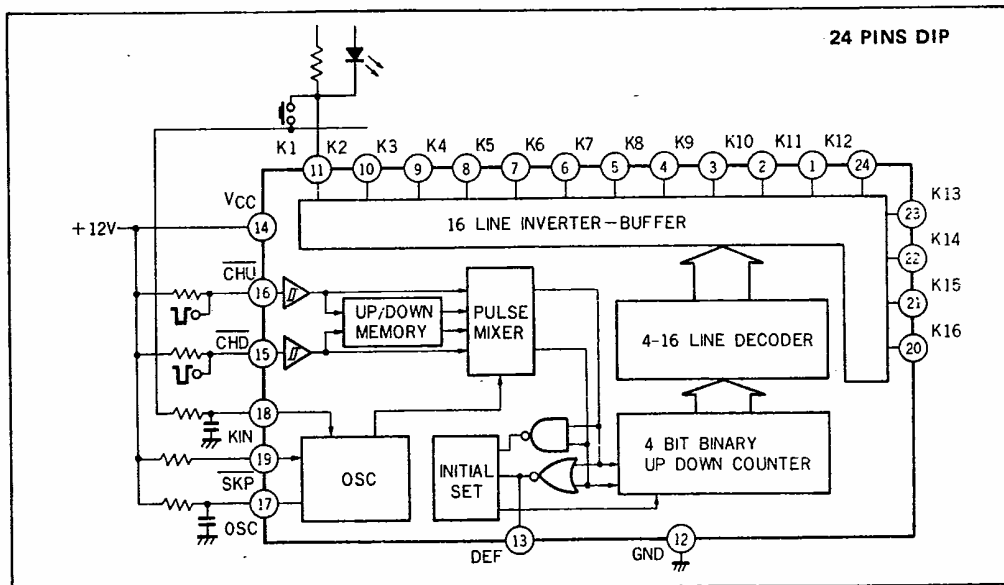 24 PINS DIP
K1 K2 K3 K4 K5 K6 K7 K8 K9 K10 K11 K12
11 10 9 8 7 6 5 4 3 2 1 24
K13
23
K14
22
K15
21
K16
20
VCC
+12V
14
16 LINE INVERTER-BUFFER
CHU
16
UP/DOWN
MEMORY
PULSE
MIXER
4-16 LINE DECODER
CHD
15
18
KIN
19
SKP
17
OSC
OSC
INITIAL
SET
4 BIT BINARY
UP DOWN COUNTER
DEF
13
GND
12